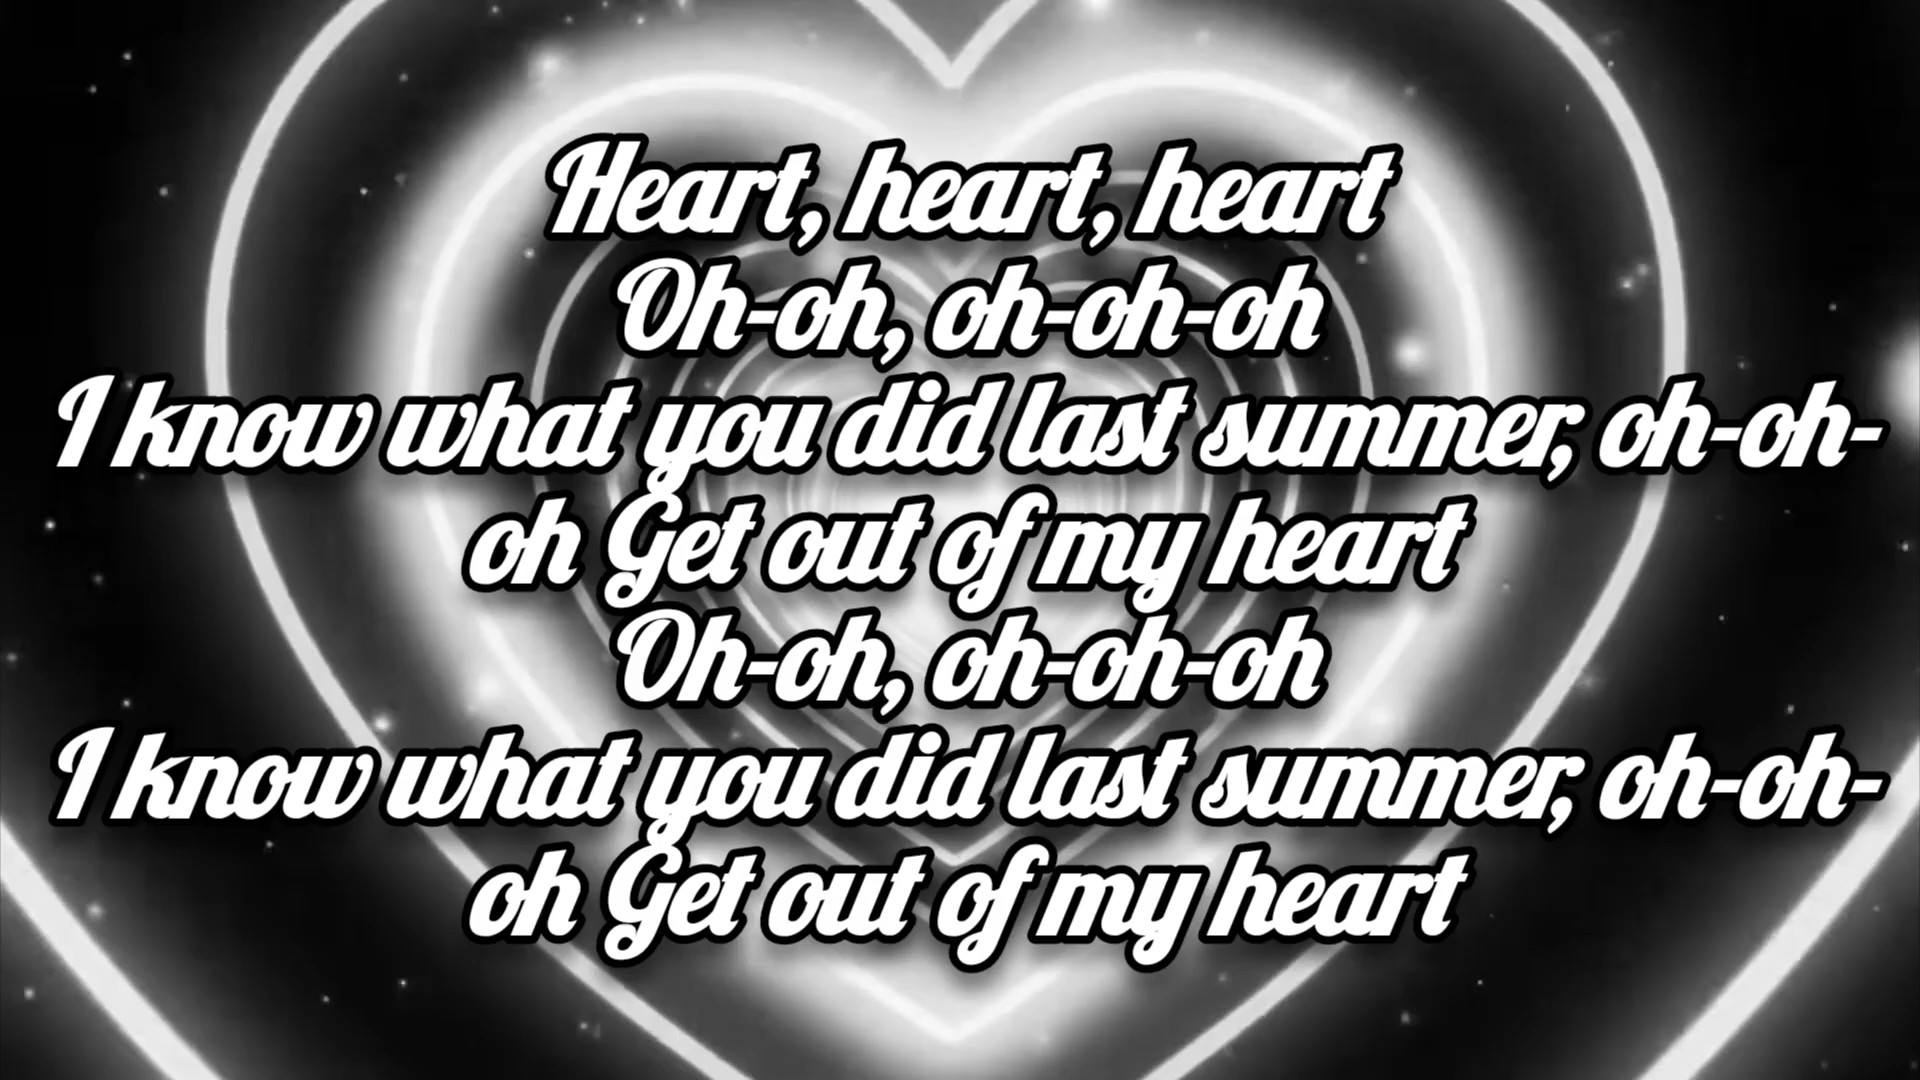 Heart, heart, heart
Oh-oh, oh-oh-oh
I know what you did last summer, oh-oh-
oh Get out of my heart
Oh-oh, oh-oh-oh
I know what you did last summer, oh-oh-
oh Get out of my heart